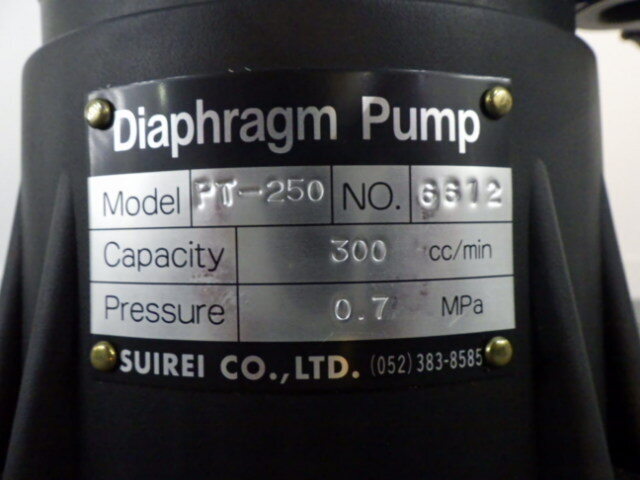 Diaphragm Pump
Model PT-250 NO. 6612
Capacity 300 cc/min
Pressure 0.7 MPa
SUIREI CO.,LTD. (052)383-8585